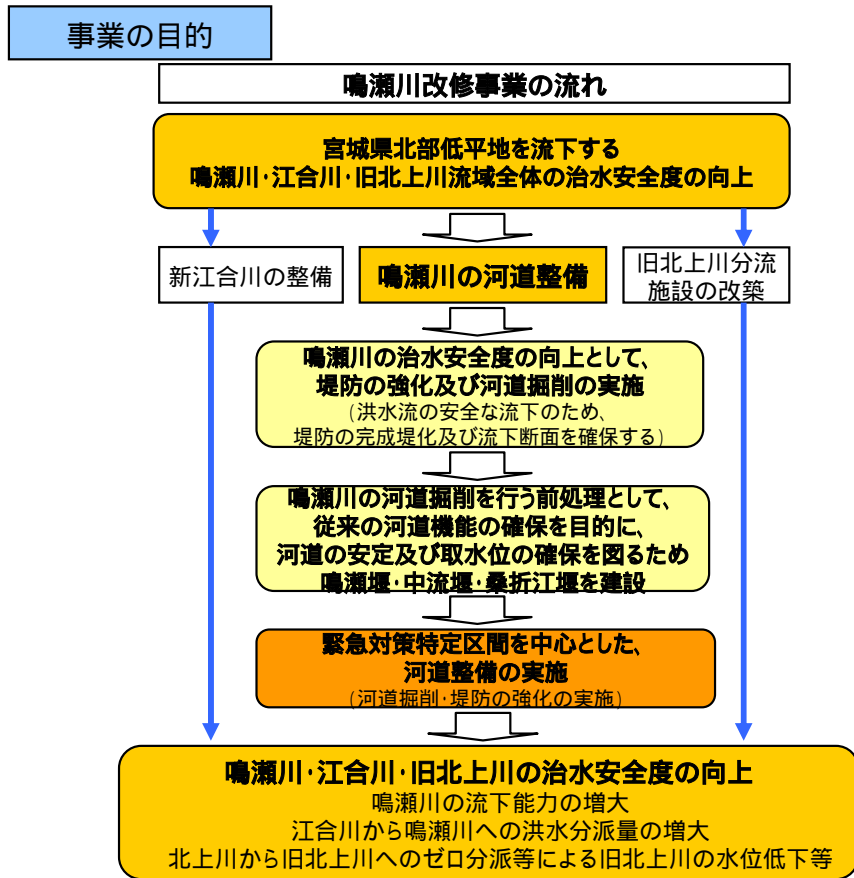 事業の目的
鳴瀬川改修事業の流れ
宮城県北部低平地を流下する
鳴瀬川・江合川・旧北上川流域全体の治水安全度の向上
新江合川の整備
鳴瀬川の河道整備
旧北上川分流
施設の改築
鳴瀬川の治水安全度の向上として、
堤防の強化及び河道掘削の実施
(洪水流の安全な流下のため、
堤防の完成堤化及び流下断面を確保する)
鳴瀬川の河道掘削を行う前処理として、
従来の河道機能の確保を目的に、
河道の安定及び取水位の確保を図るため
鳴瀬堰・中流堰・桑折江堰を建設
緊急対策特定区間を中心とした、
河道整備の実施
(河道掘削・堤防の強化の実施)
鳴瀬川・江合川・旧北上川の治水安全度の向上
鳴瀬川の流下能力の増大
江合川から鳴瀬川への洪水分派量の増大
北上川から旧北上川へのゼロ分派等による旧北上川の水位低下等